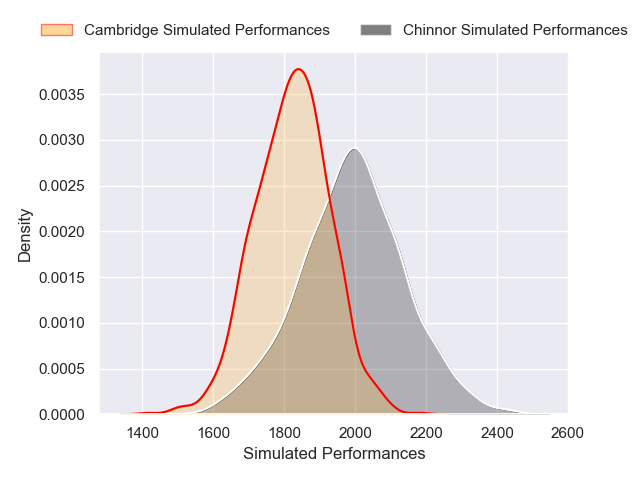 Cambridge Simulated Performances Chinnor Simulated Performances
0.0035
0.0030
0.0025
0.0020
0.0015
0.0010
0.0005
0.0000
Density
1400 1600 1800 2000 2200 2400 2600
Simulated Performances